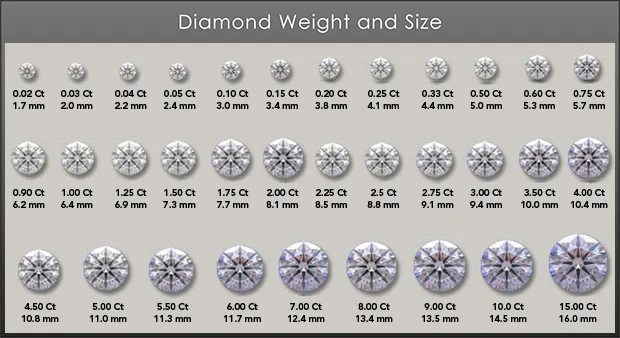 Diamond Weight and Size
0.02 Ct 0.03 Ct 0.04 Ct 0.05 Ct 0.10 Ct 0.15 Ct 0.20 Ct 0.25 Ct 0.33 Ct 0.50 Ct 0.60 Ct 0.75 Ct
1.7 mm 2.0 mm 2.2 mm 2.4 mm 3.0 mm 3.4 mm 3.8 mm 4.1 mm 4.4 mm 5.0 mm 5.3 mm 5.7 mm
0.90 Ct 1.00 Ct 1.25 Ct 1.50 Ct 1.75 Ct 2.00 Ct 2.25 Ct 2.5 Ct 2.75 Ct 3.00 Ct 3.50 Ct 4.00 Ct
6.2 mm 6.4 mm 6.9 mm 7.3 mm 7.7 mm 8.1 mm 8.5 mm 8.8 mm 9.1 mm 9.4 mm 10.0 mm 10.4 mm
4.50 Ct 5.00 Ct 5.50 Ct 6.00 Ct 7.00 Ct 8.00 Ct 9.00 Ct 10.0 Ct 15.00 Ct
10.8 mm 11.0 mm 11.3 mm 11.7 mm 12.4 mm 13.4 mm 13.5 mm 14.5 mm 16.0 mm